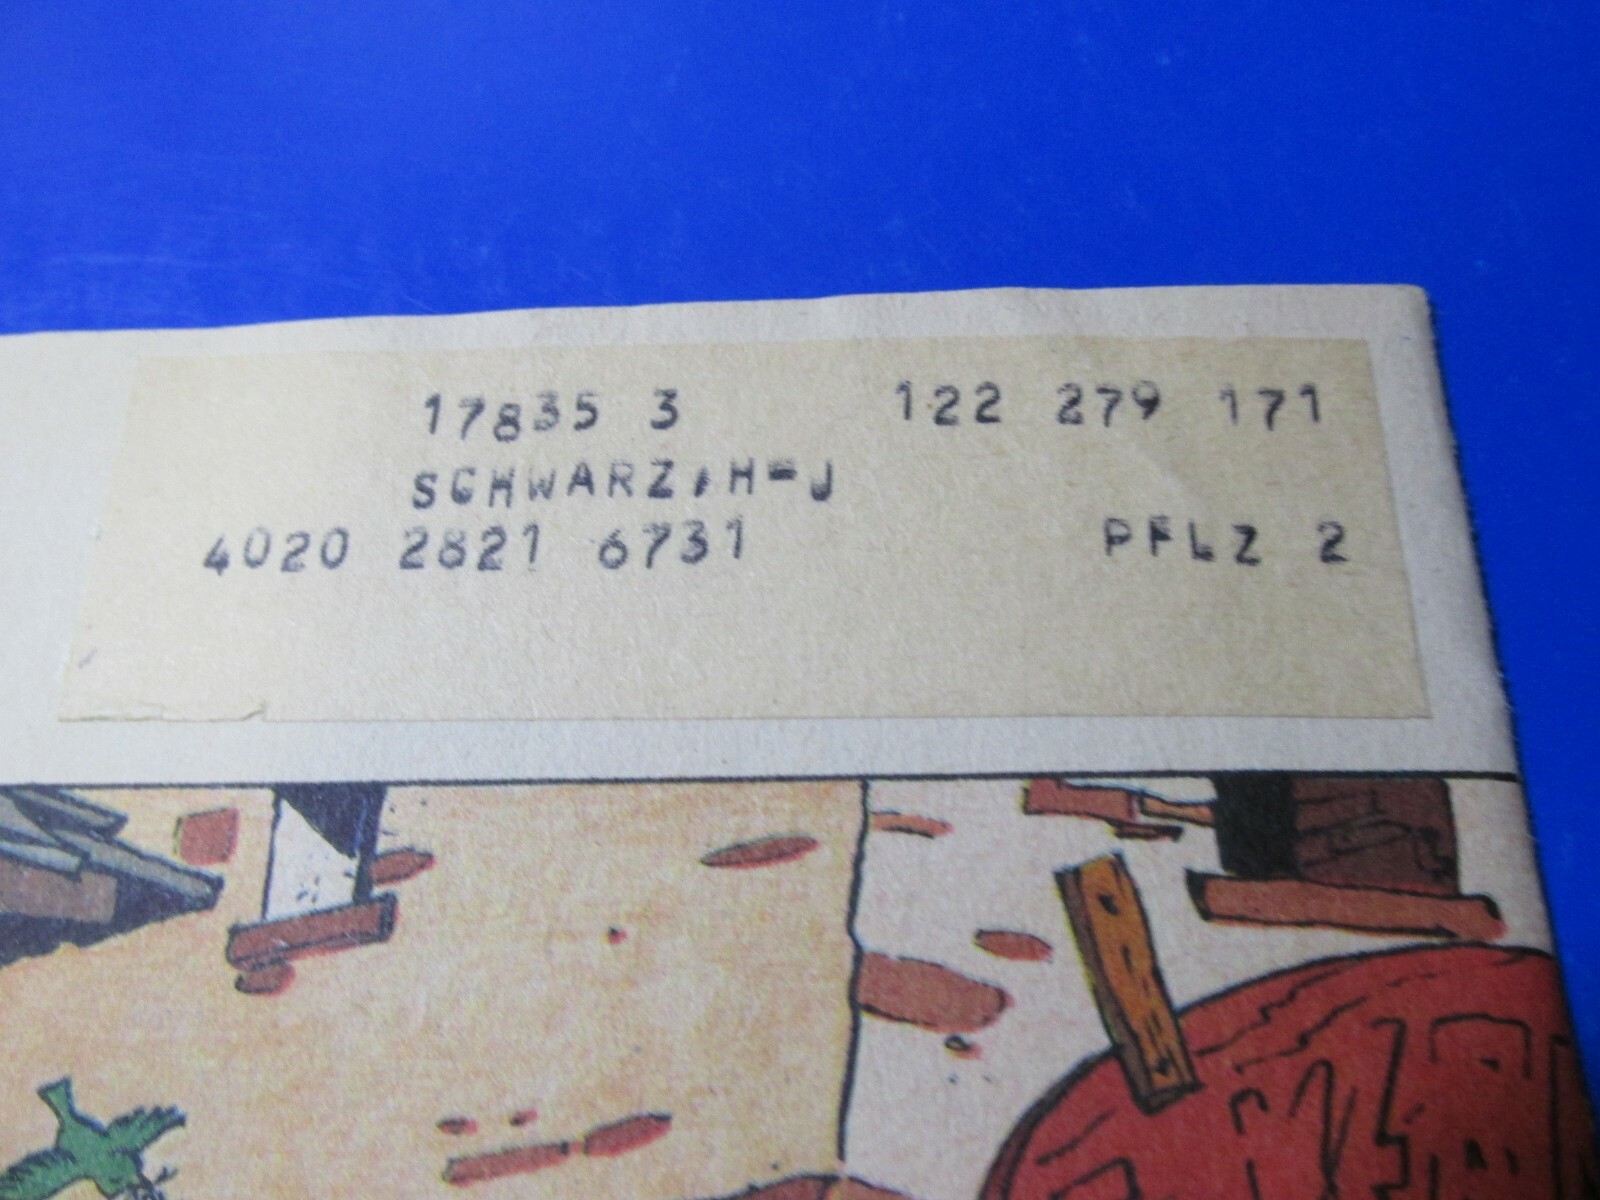 17835 3 122 279 171
SCHWARZ,H-J
4020 2821 6731 PFLZ 2